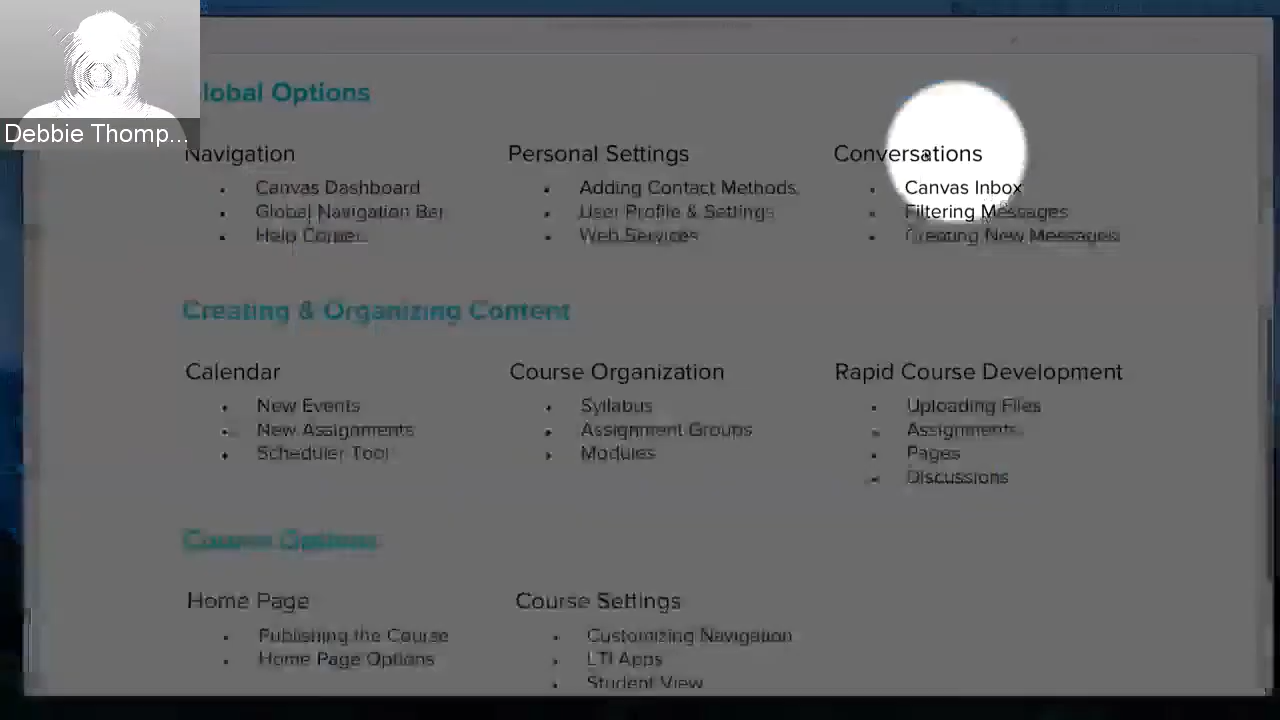 Debbie Thomp...
lobal Options
Navigation
Canvas Dashboard
Global Navigation Bar
Help Corner
Personal Settings
Adding Contact Methods
User Profile & Settings
Web Services
Conversations
Canvas Inbox
Filtering Messages
Creating New Messages
Creating & Organizing Content
Calendar
New Events
New Assignments
Scheduler Tool
Course Organization
Syllabus
Assignment Groups
Modules
Rapid Course Development
Uploading Files
Assignments
Pages
Discussions
Course Options
Home Page
Publishing the Course
Home Page Options
Course Settings
Customizing Navigation
LTI Apps
Student View